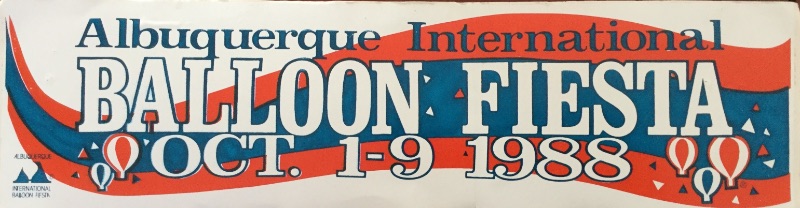 Albuquerque International
BALLOON FIESTA
OCT. 1-9 1988
ALBUQUERQUE
INTERNATIONAL
BALLOON FIESTA